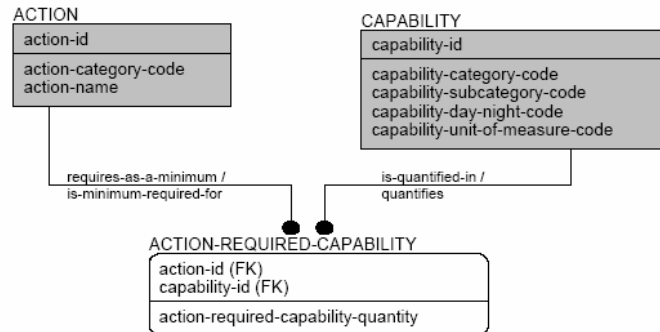 ACTION
action-id
action-category-code
action-name
CAPABILITY
capability-id
capability-category-code
capability-subcategory-code
capability-day-night-code
capability-unit-of-measure-code
requires-as-a-minimum /
is-minimum-required-for
is-quantified-in /
quantifies
ACTION-REQUIRED-CAPABILITY
action-id (FK)
capability-id (FK)
action-required-capability-quantity